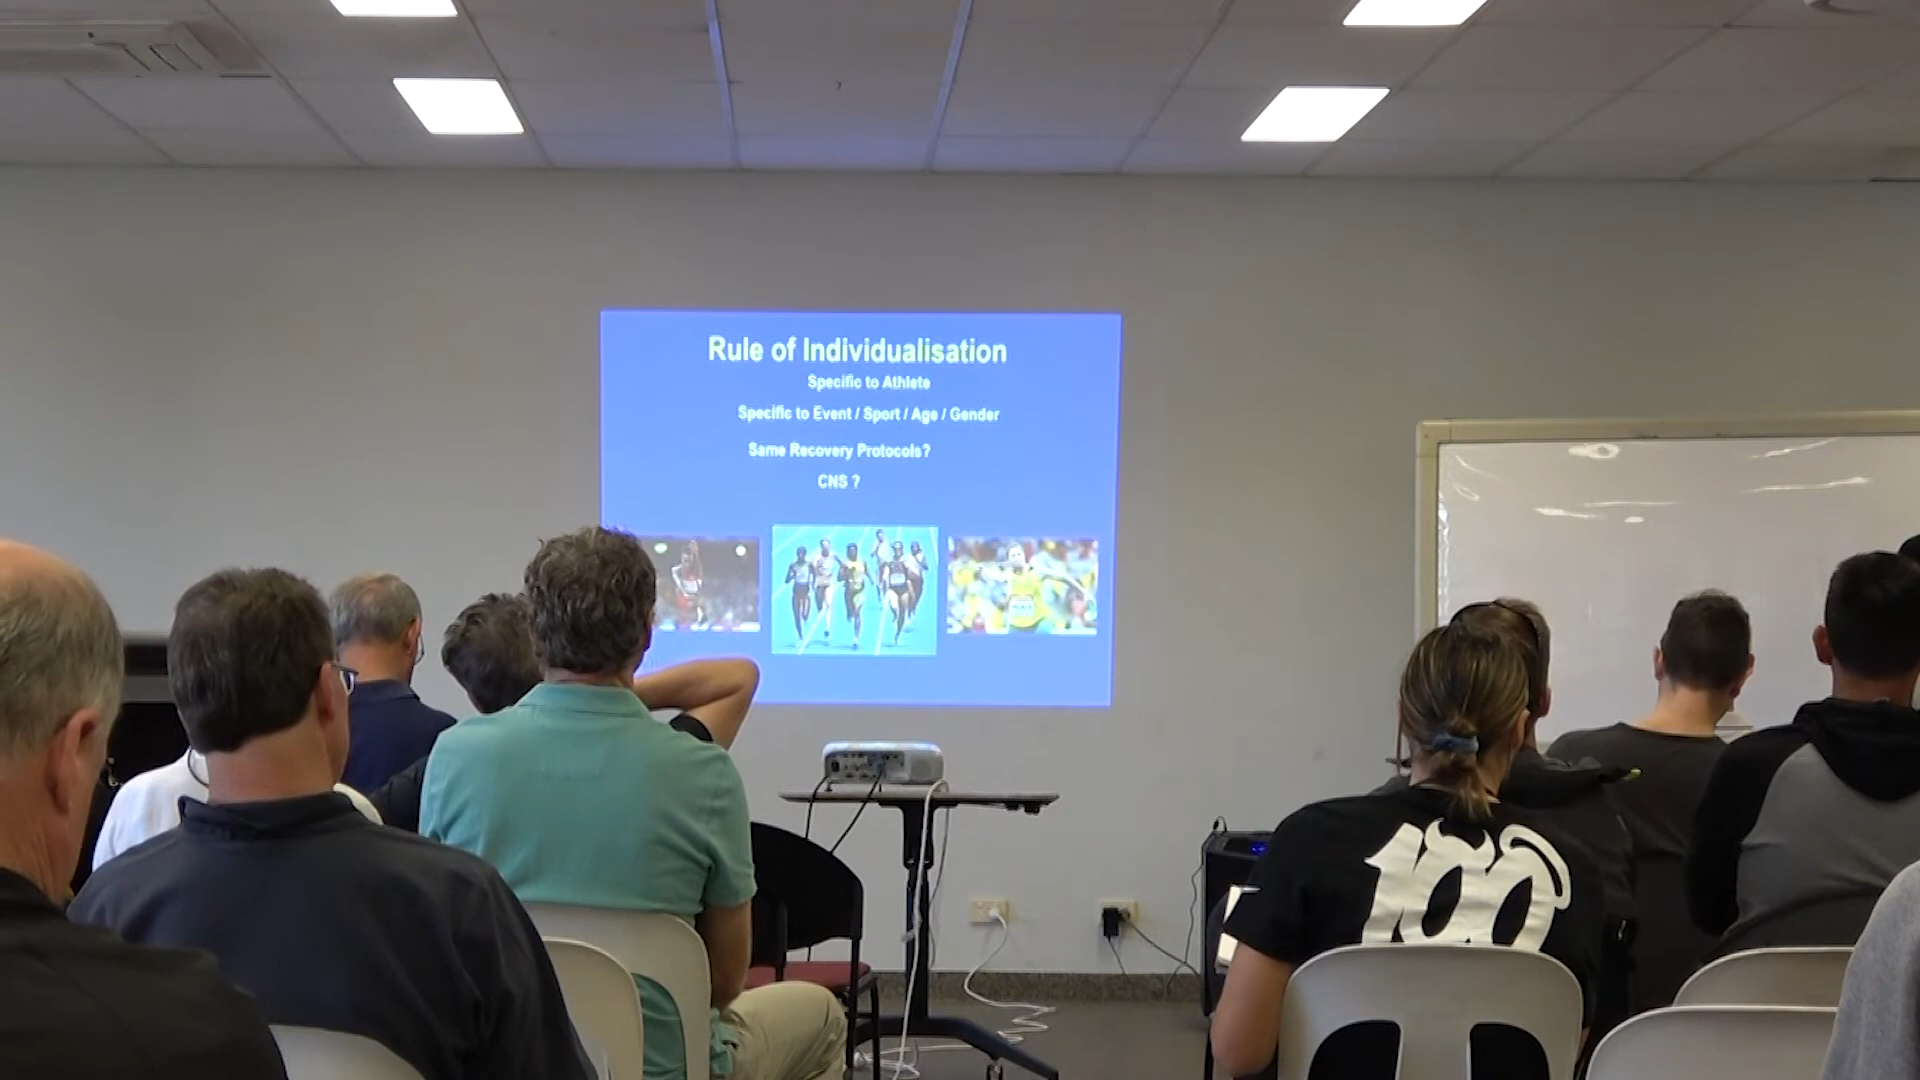 Rule of Individualisation
Specific to Athlete
Specific to Event / Sport / Age / Gender
Same Recovery Protocols?
CNS ?
100